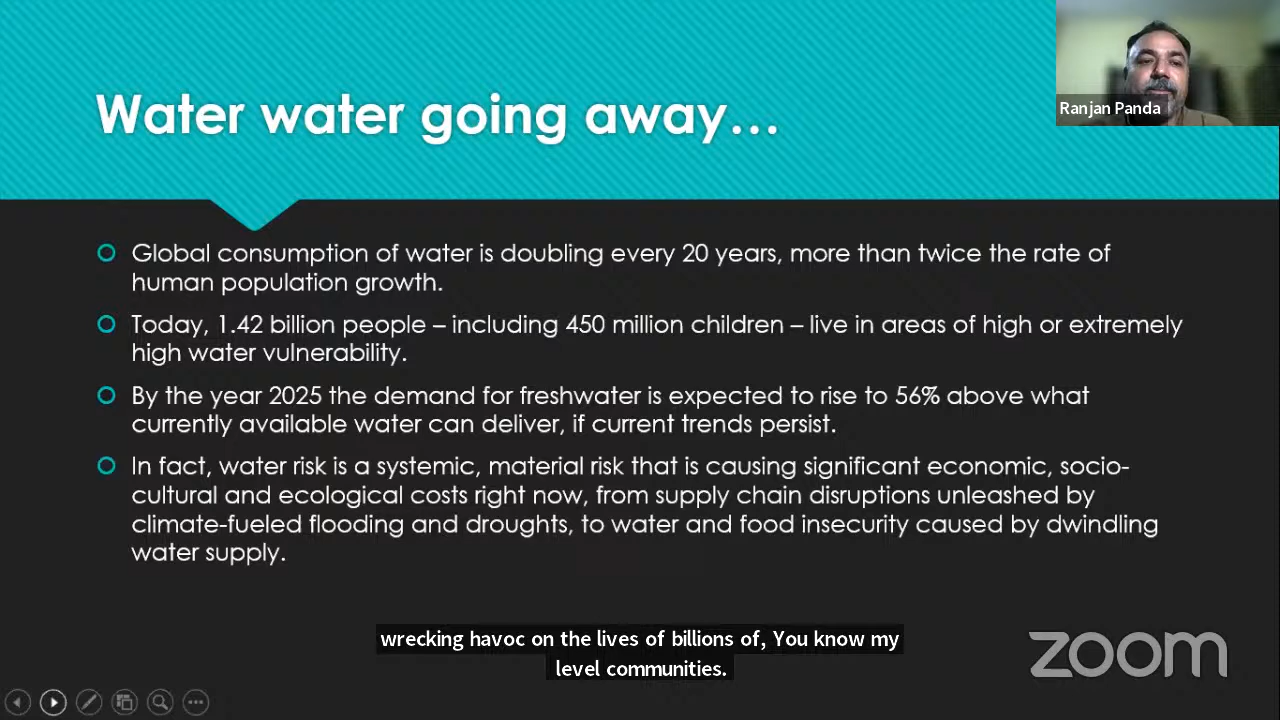 Water water going away...
Ranjan Panda
Global consumption of water is doubling every 20 years, more than twice the rate of
human population growth.
Today, 1.42 billion people – including 450 million children – live in areas of high or extremely
high water vulnerability.
By the year 2025 the demand for freshwater is expected to rise to 56% above what
currently available water can deliver, if current trends persist.
In fact, water risk is a systemic, material risk that is causing significant economic, socio-
cultural and ecological costs right now, from supply chain disruptions unleashed by
climate-fueled flooding and droughts, to water and food insecurity caused by dwindling
water supply.
wrecking havoc on the lives of billions of, You know my
level communities.
zoom